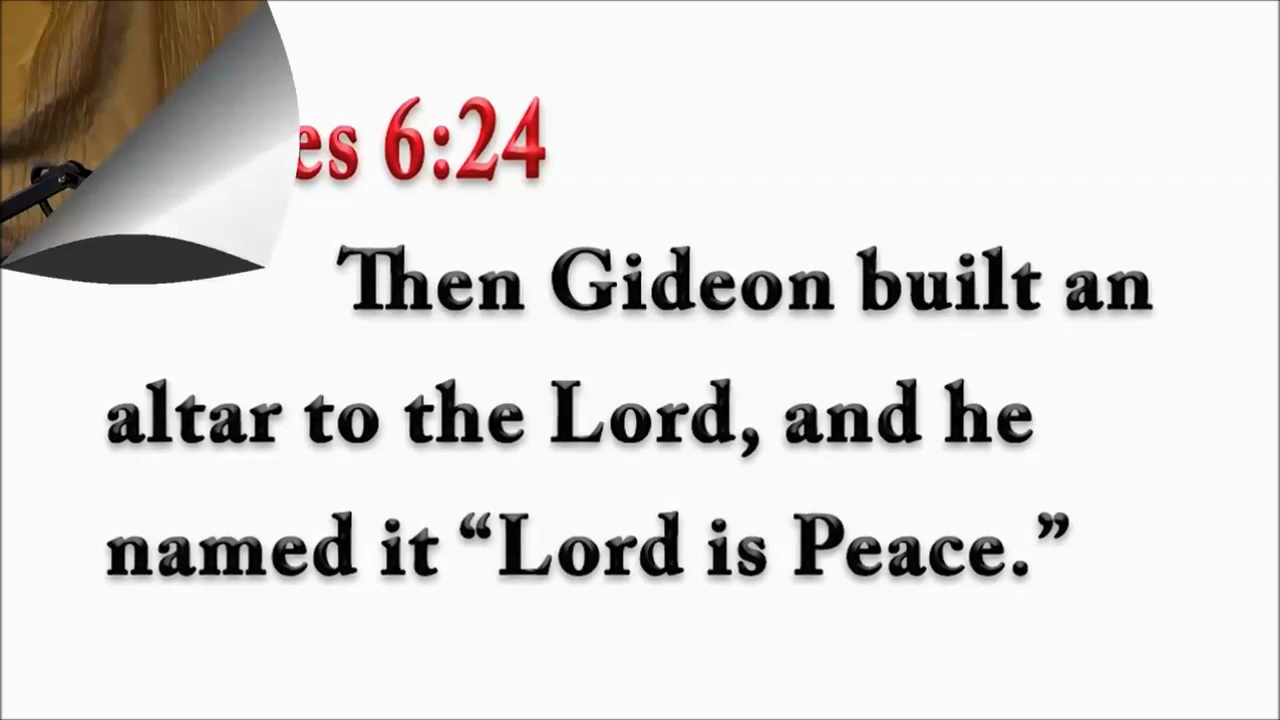 es 6:24
Then Gideon built an
altar to the Lord, and he
named it “Lord is Peace.”